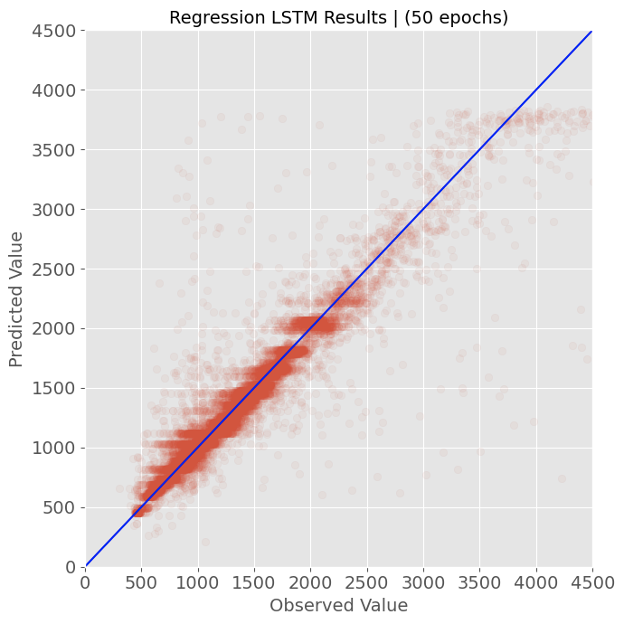 Regression LSTM Results | (50 epochs)
4500
4000
3500
3000
2500
2000
1500
1000
500
0
Predicted Value
0 500 1000 1500 2000 2500 3000 3500 4000 4500
Observed Value